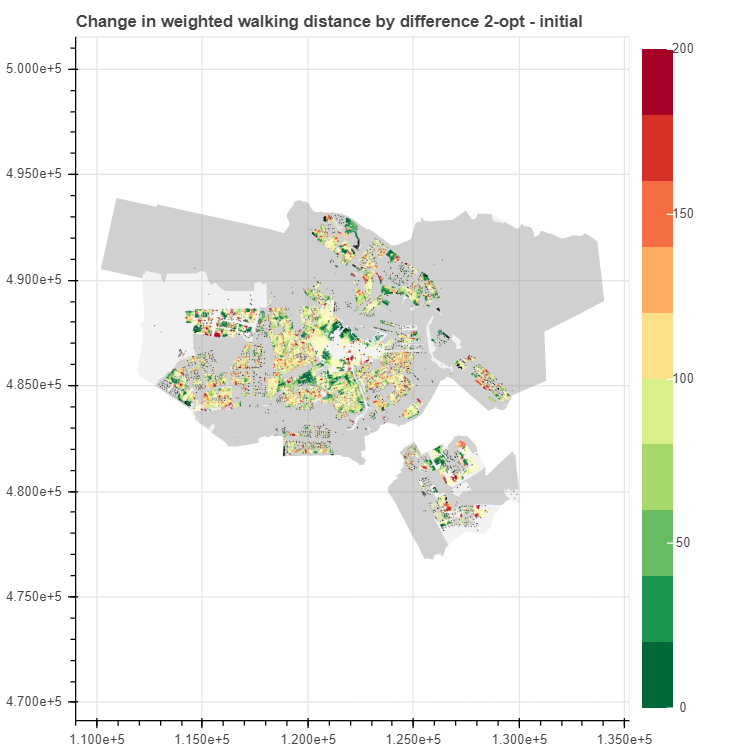 Change in weighted walking distance by difference 2-opt - initial
5.000e+5
4.950e+5
4.900e+5
4.850e+5
4.800e+5
4.750e+5
4.700e+5
1.100e+5
1.150e+5
1.200e+5
1.250e+5
1.300e+5
1.350e+5
200
150
100
50
0